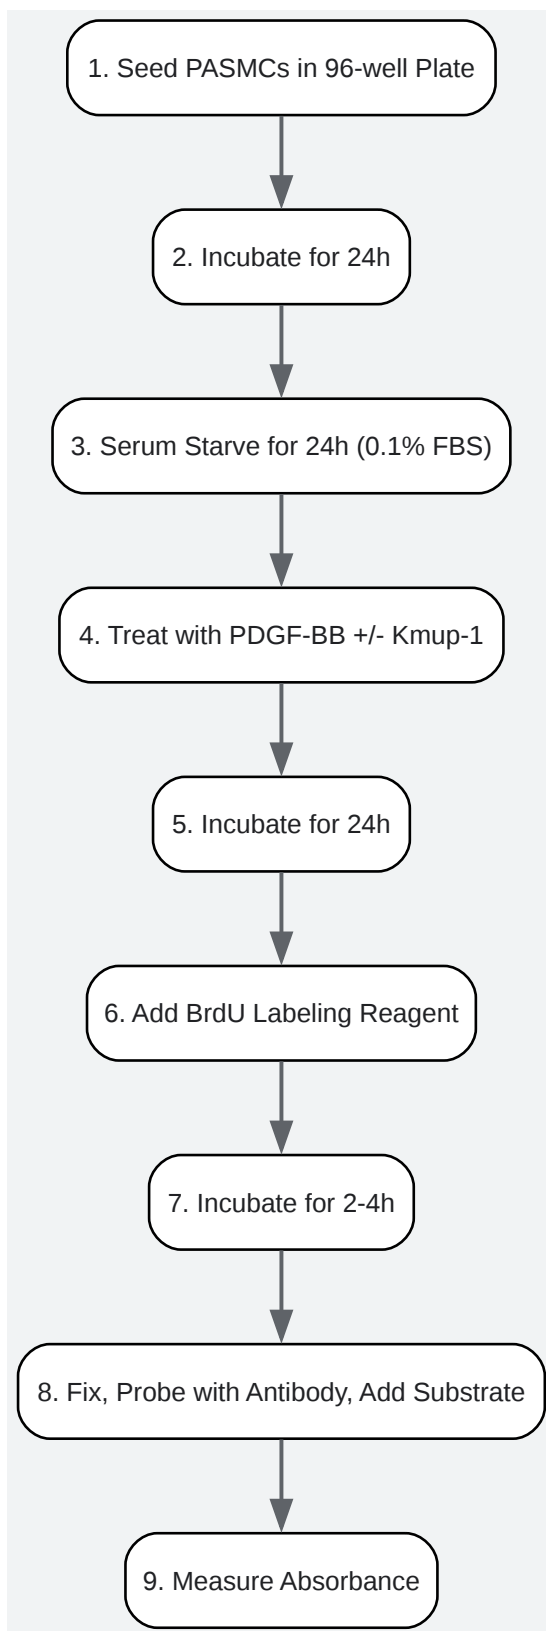 1. Seed PASMCs in 96-well Plate
2. Incubate for 24h
3. Serum Starve for 24h (0.1% FBS)
4. Treat with PDGF-BB +/- Kmup-1
5. Incubate for 24h
6. Add BrdU Labeling Reagent
7. Incubate for 2-4h
8. Fix, Probe with Antibody, Add Substrate
9. Measure Absorbance